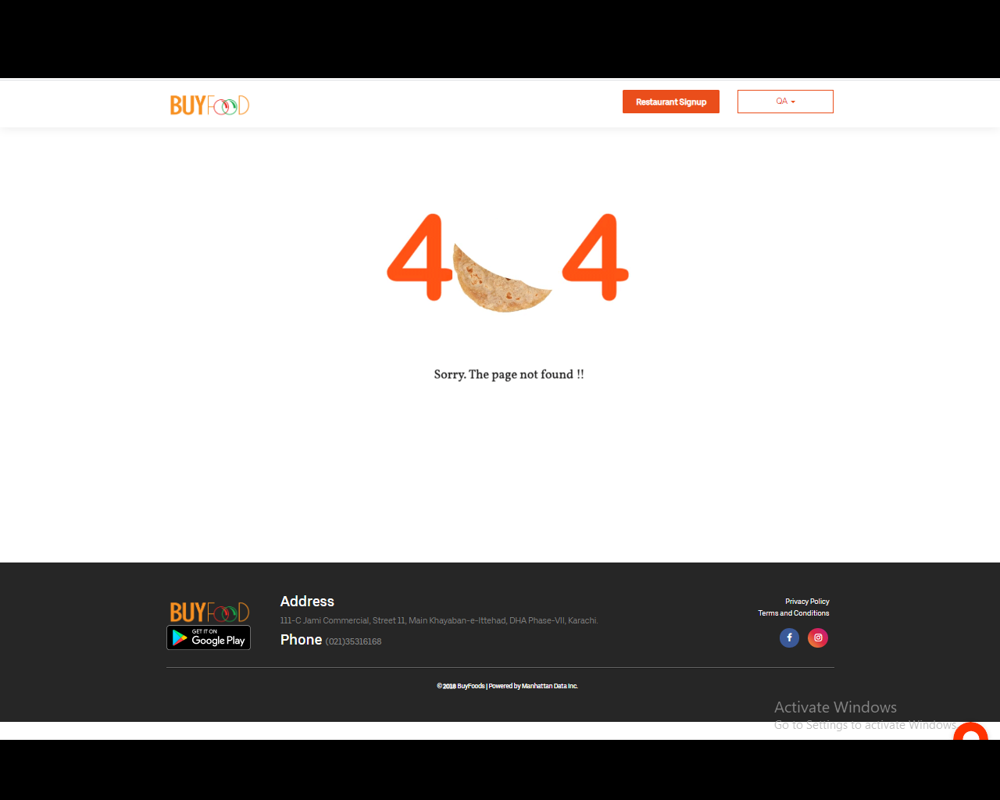 BUYFOOD
Restaurant Signup
QA
4 4
Sorry. The page not found !!
BUYFOOD
GET IT ON
Google Play
Address
111-C Jami Commercial, Street 11, Main Khayaban-e-Ittehad, DHA Phase-VII, Karachi.
Phone (021)35316168
Privacy Policy
Terms and Conditions
© 2018 BuyFoods | Powered by Manhattan Data Inc.
Activate Windows
Go to Settings to activate Windows.